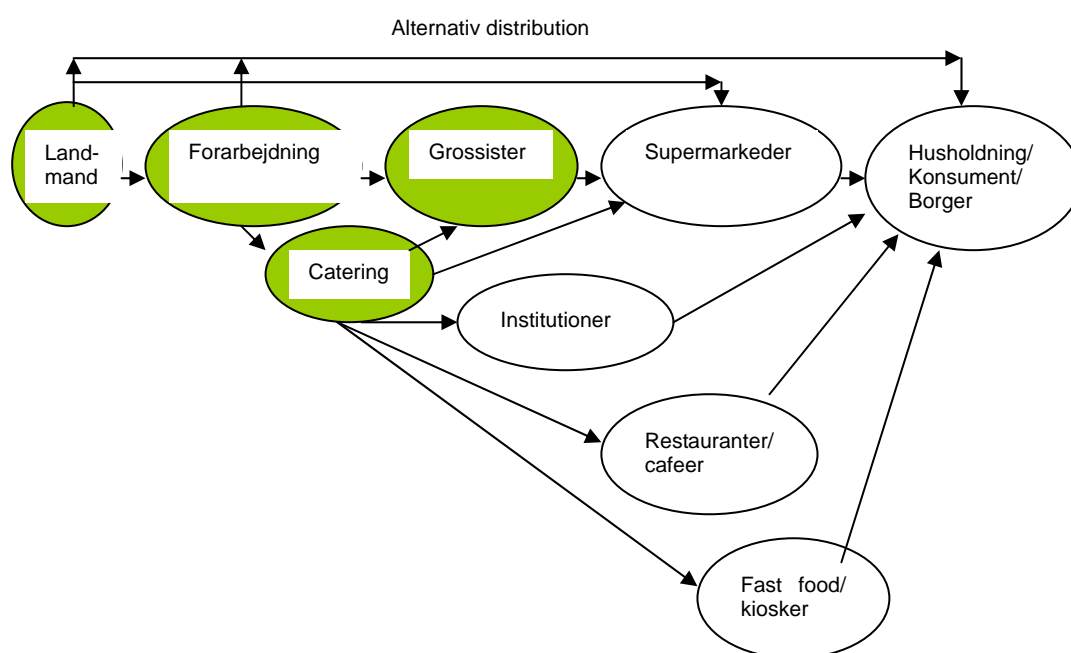 Alternativ distribution
Land-
mand
Forarbejdning
Grossister
Supermarkeder
Husholdning/
Konsument/
Borger
Catering
Institutioner
Restauranter/
cafeer
Fast food/
kiosker